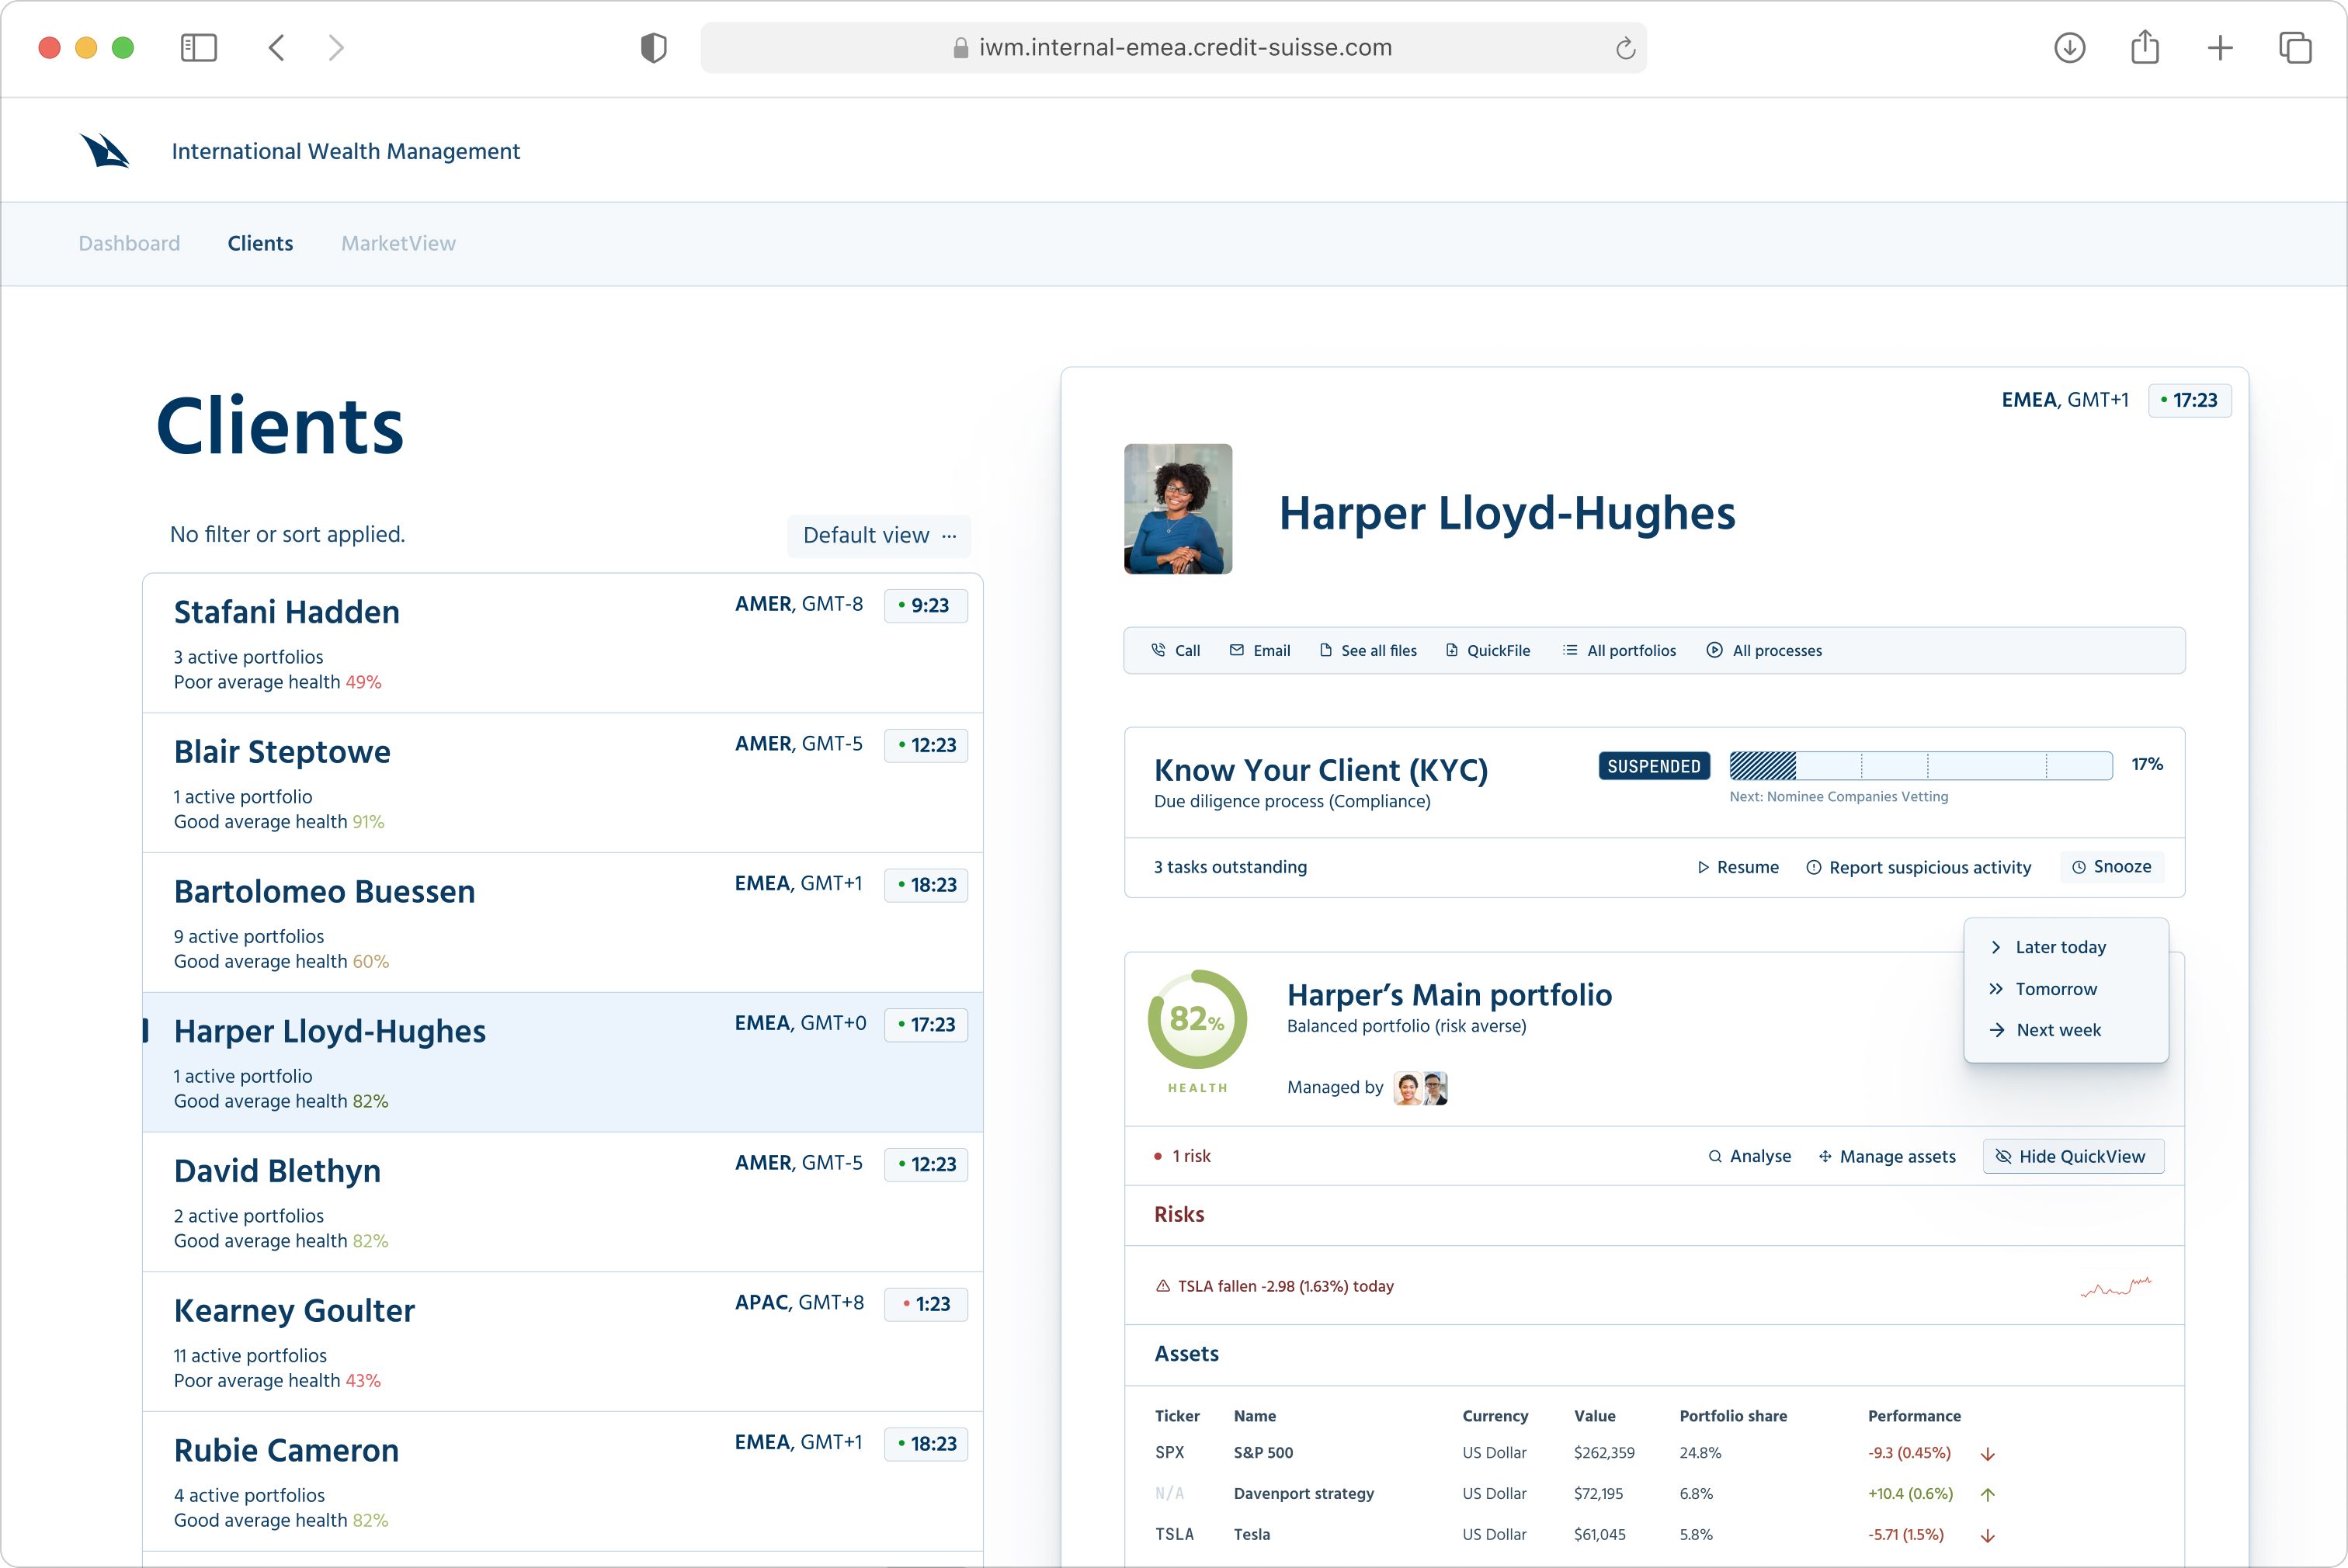 iwm.internal-emea.credit-suisse.com
International Wealth Management
Dashboard Clients MarketView
Clients
No filter or sort applied.
Default view ···
Stafani Hadden
AMER, GMT-8 9:23
3 active portfolios
Poor average health 49%
Blair Steptowe
AMER, GMT-5 12:23
1 active portfolio
Good average health 91%
Bartolomeo Buessen
EMEA, GMT+1 18:23
9 active portfolios
Good average health 60%
Harper Lloyd-Hughes
EMEA, GMT+0 17:23
1 active portfolio
Good average health 82%
David Blethyn
AMER, GMT-5 12:23
2 active portfolios
Good average health 82%
Kearney Goulter
APAC, GMT+8 1:23
11 active portfolios
Poor average health 43%
Rubie Cameron
EMEA, GMT+1 18:23
4 active portfolios
Good average health 82%
EMEA, GMT+1 17:23
Harper Lloyd-Hughes
Call Email See all files QuickFile All portfolios All processes
Know Your Client (KYC)
Due diligence process (Compliance)
SUSPENDED
17%
Next: Nominee Companies Vetting
3 tasks outstanding
Resume Report suspicious activity Snooze
Later today
Tomorrow
Next week
82%
HEALTH
Harper’s Main portfolio
Balanced portfolio (risk averse)
Managed by
1 risk
Analyse Manage assets Hide QuickView
Risks
TSLA fallen -2.98 (1.63%) today
Assets
Ticker Name Currency Value Portfolio share Performance
SPX S&P 500 US Dollar $262,359 24.8% -9.3 (0.45%)
N/A Davenport strategy US Dollar $72,195 6.8% +10.4 (0.6%)
TSLA Tesla US Dollar $61,045 5.8% -5.71 (1.5%)